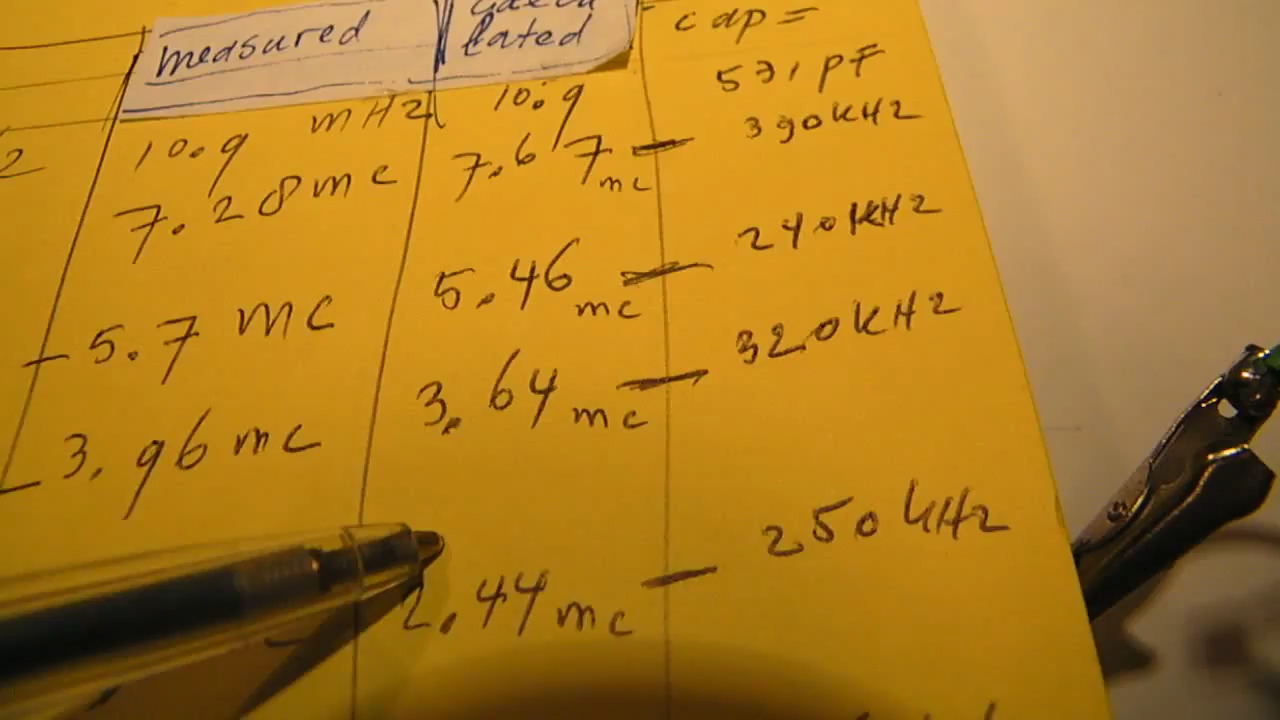 measured
lated
cap =
571 pF
mHz
10.9
10.9
390 kHz
7.28 mc
7.67 mc
240 kHz
5.7 mc
5.46 mc
320 kHz
3.96 mc
3.64 mc
250 kHz
2.44 mc